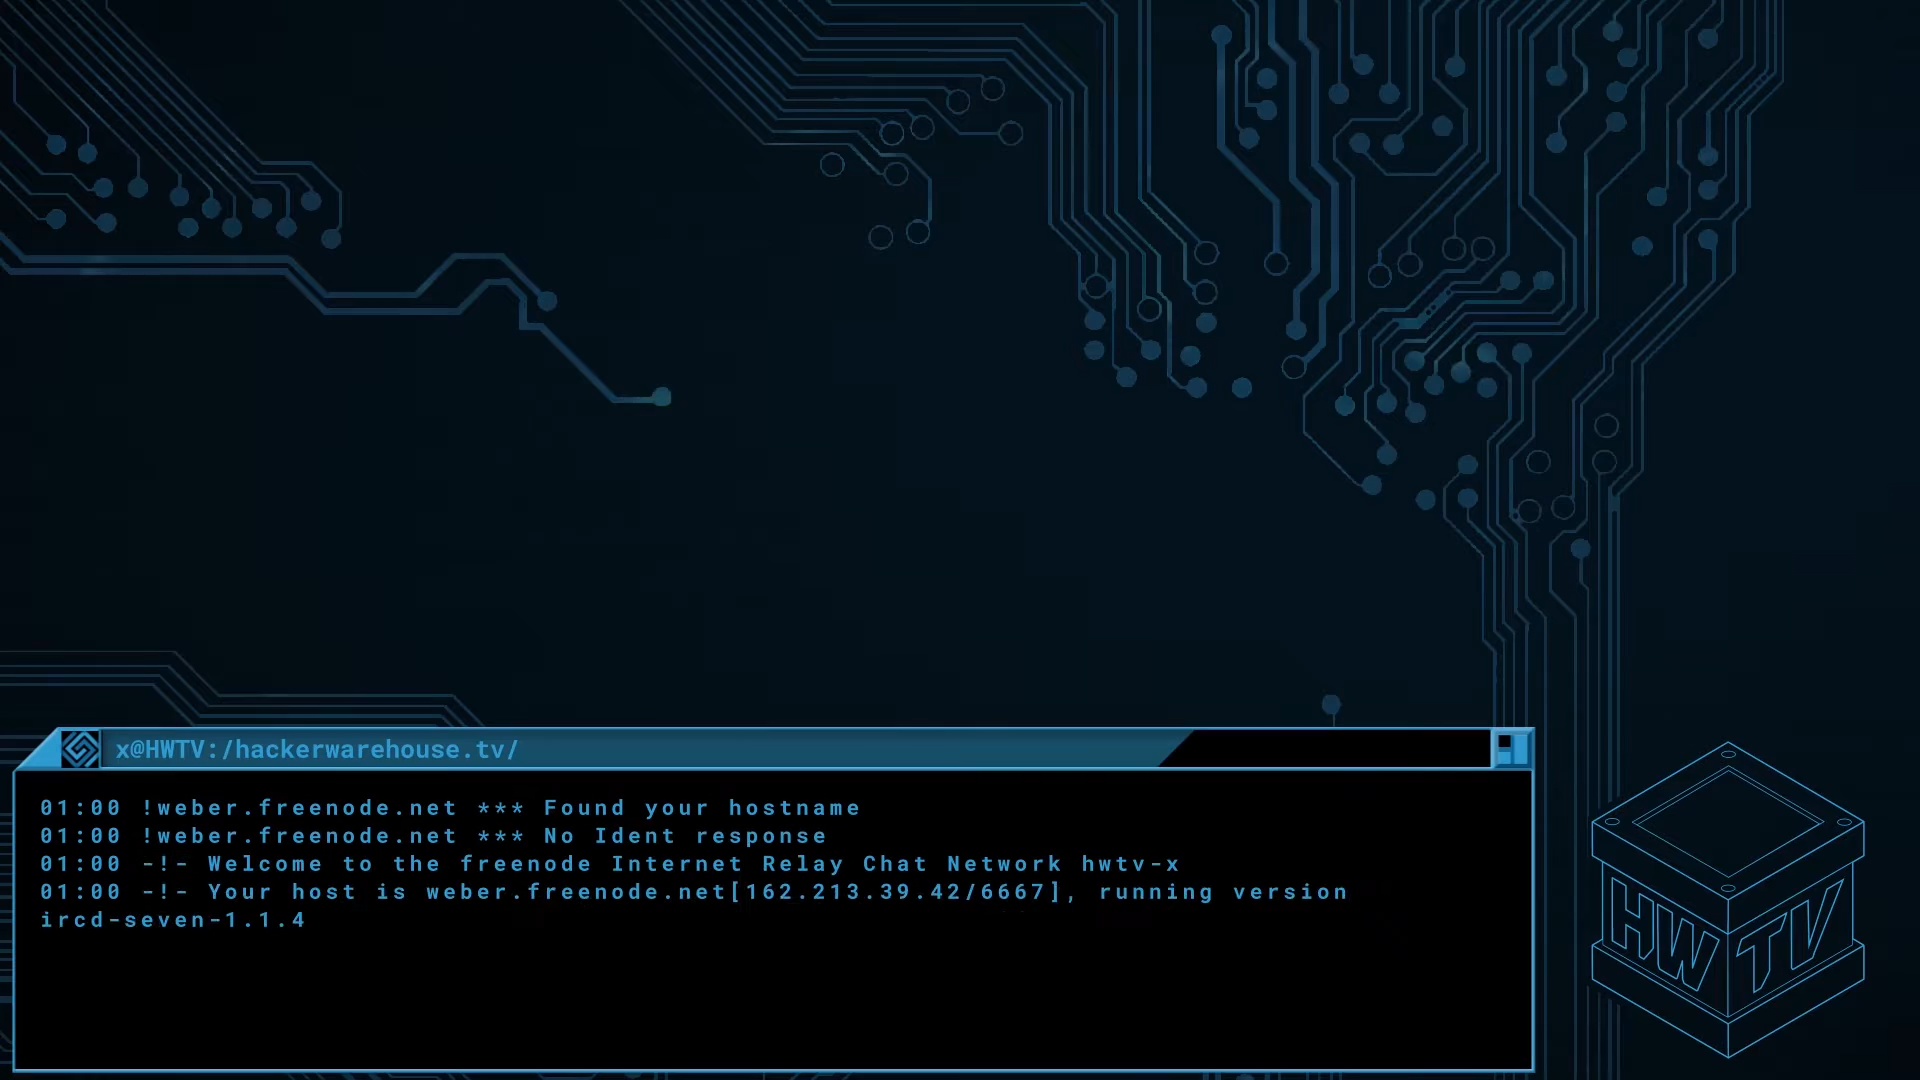 x@HWTV:/hackerwarehouse.tv/
01:00 !weber.freenode.net *** Found your hostname
01:00 !weber.freenode.net *** No Ident response
01:00 -!- Welcome to the freenode Internet Relay Chat Network hwtv-x
01:00 -!- Your host is weber.freenode.net[162.213.39.42/6667], running version
ircd-seven-1.1.4
HW TV